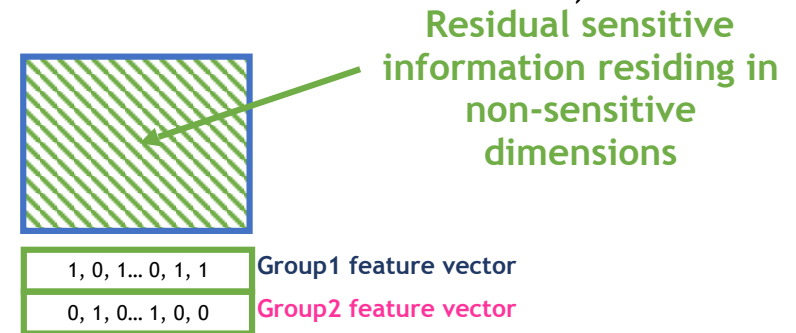 Residual sensitive
information residing in
non-sensitive
dimensions
1, 0, 1… 0, 1, 1 Group1 feature vector
0, 1, 0… 1, 0, 0 Group2 feature vector